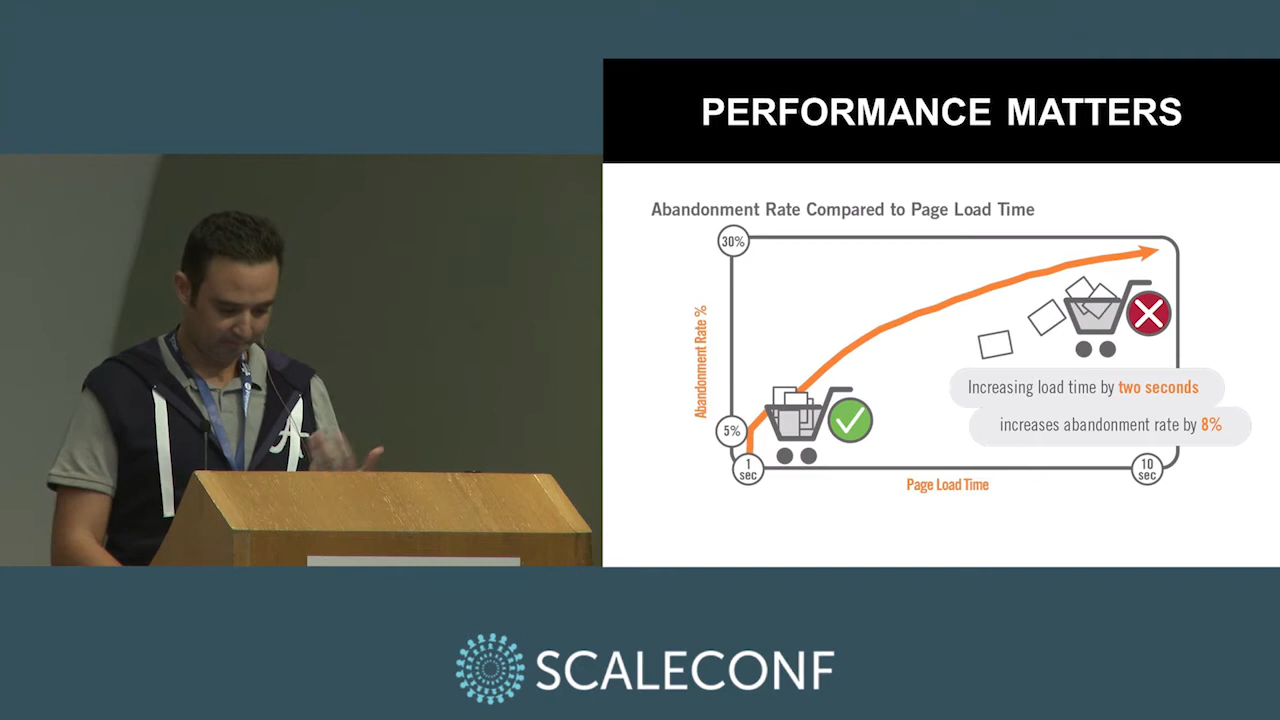 PERFORMANCE MATTERS
Abandonment Rate Compared to Page Load Time
30%
Abandonment Rate %
5%
Increasing load time by two seconds
increases abandonment rate by 8%
1
sec
10
sec
Page Load Time
A
SCALECONF